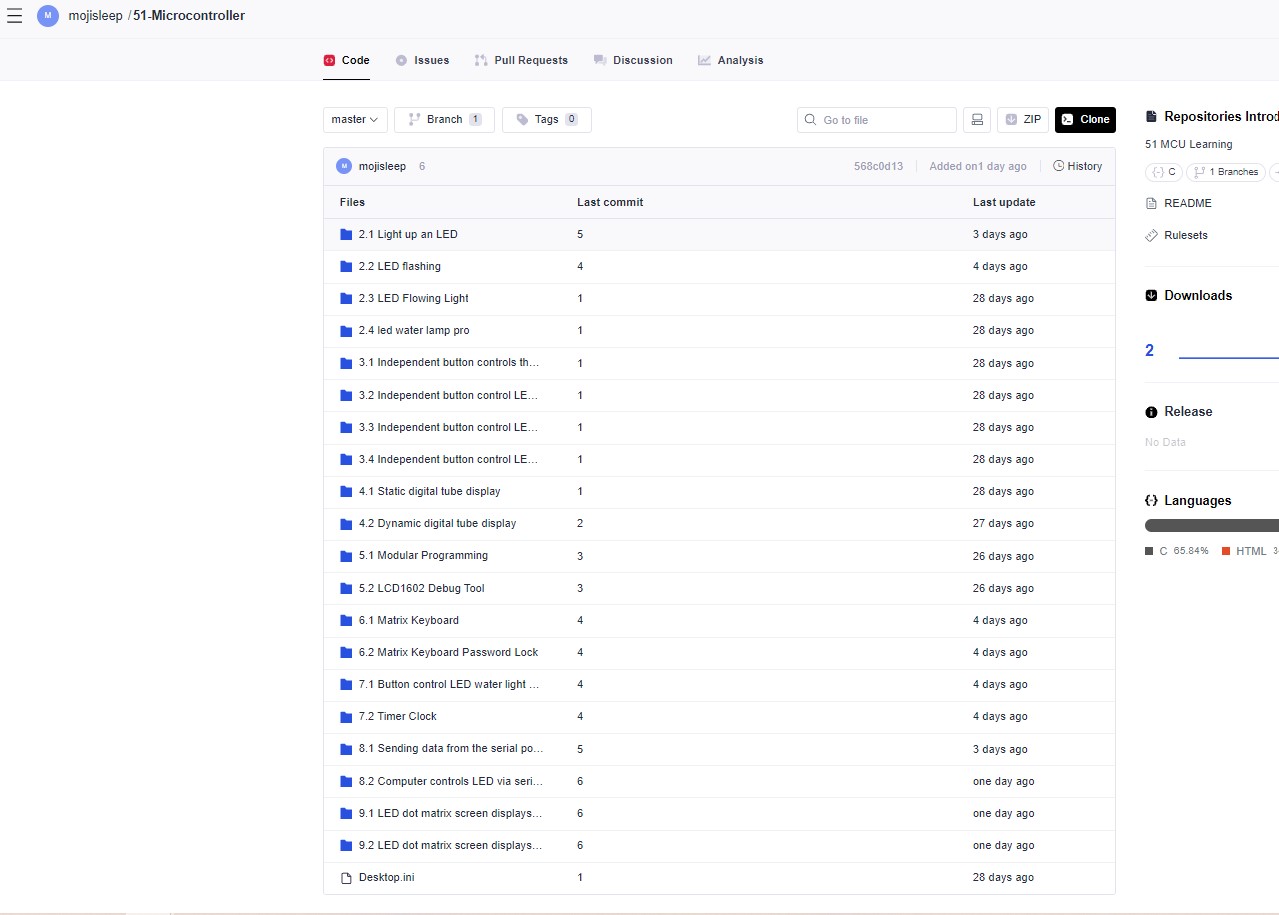 M mojisleep / 51-Microcontroller
Code Issues Pull Requests Discussion Analysis
master Branch 1 Tags 0 Go to file ZIP Clone
M mojisleep 6 568c0d13 Added on1 day ago History
Files Last commit Last update
2.1 Light up an LED 5 3 days ago
2.2 LED flashing 4 4 days ago
2.3 LED Flowing Light 1 28 days ago
2.4 led water lamp pro 1 28 days ago
3.1 Independent button controls th... 1 28 days ago
3.2 Independent button control LE... 1 28 days ago
3.3 Independent button control LE... 1 28 days ago
3.4 Independent button control LE... 1 28 days ago
4.1 Static digital tube display 1 28 days ago
4.2 Dynamic digital tube display 2 27 days ago
5.1 Modular Programming 3 26 days ago
5.2 LCD1602 Debug Tool 3 26 days ago
6.1 Matrix Keyboard 4 4 days ago
6.2 Matrix Keyboard Password Lock 4 4 days ago
7.1 Button control LED water light ... 4 4 days ago
7.2 Timer Clock 4 4 days ago
8.1 Sending data from the serial po... 5 3 days ago
8.2 Computer controls LED via seri... 6 one day ago
9.1 LED dot matrix screen displays... 6 one day ago
9.2 LED dot matrix screen displays... 6 one day ago
Desktop.ini 1 28 days ago
Repositories Introd
51 MCU Learning
C 1 Branches
README
Rulesets
Downloads
2
Release
No Data
Languages
C 65.84% HTML 3